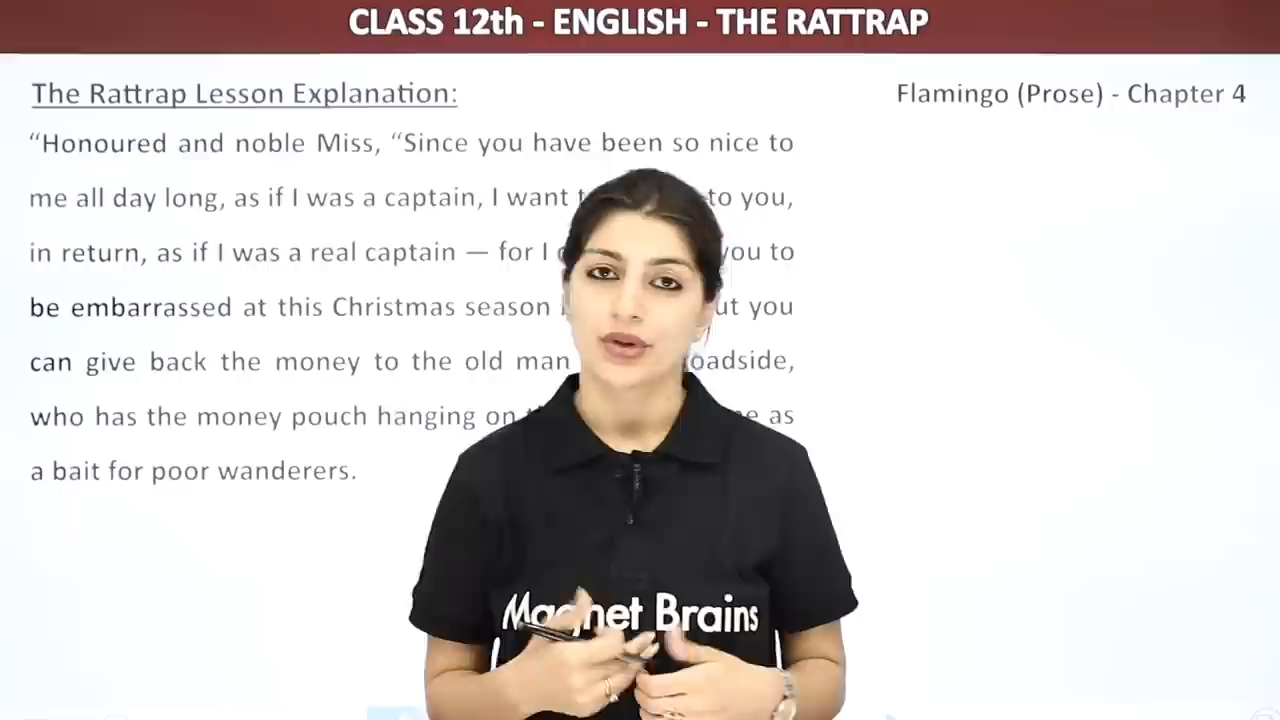 CLASS 12th - ENGLISH - THE RATTRAP
The Rattrap Lesson Explanation:
Flamingo (Prose) - Chapter 4
“Honoured and noble Miss, “Since you have been so nice to
me all day long, as if I was a captain, I want to you,
in return, as if I was a real captain — for I you to
be embarrassed at this Christmas season you
can give back the money to the old man roadside,
who has the money pouch hanging on as
a bait for poor wanderers.
Magnet Brains